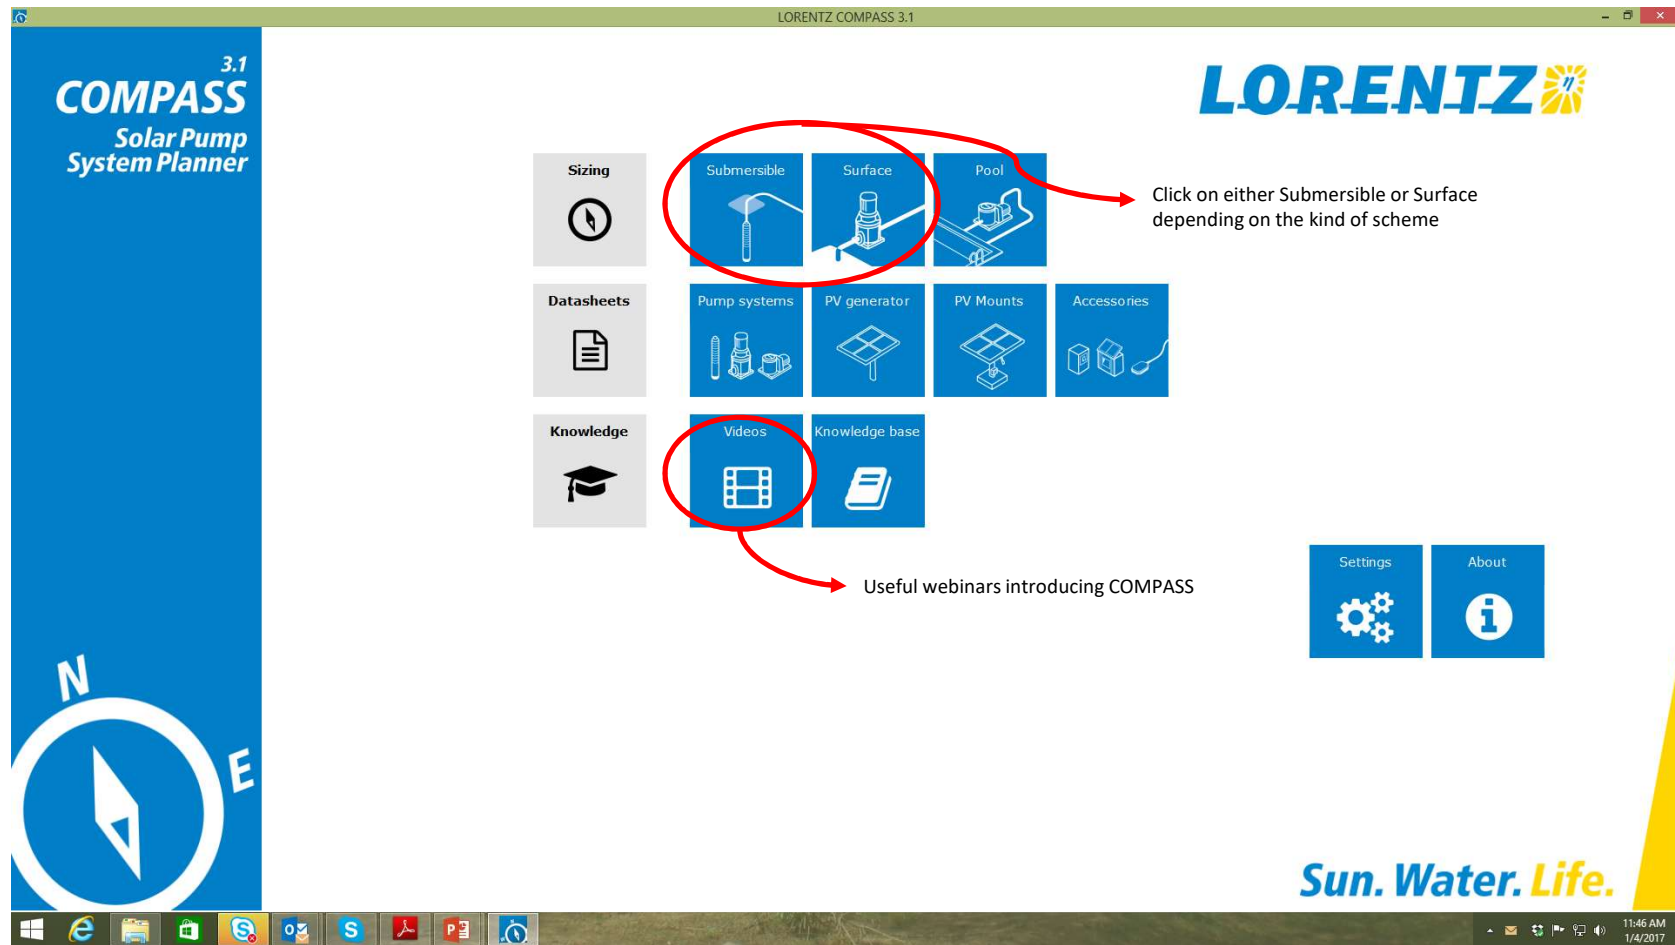 LORENTZ COMPASS 3.1
3.1
COMPASS
Solar Pump
System Planner
LORENTZ
η
Sizing
Submersible
Surface
Pool
Click on either Submersible or Surface
depending on the kind of scheme
Datasheets
Pump systems
PV generator
PV Mounts
Accessories
Knowledge
Videos
Knowledge base
Useful webinars introducing COMPASS
Settings
About
N
E
Sun. Water. Life.
11:46 AM
1/4/2017